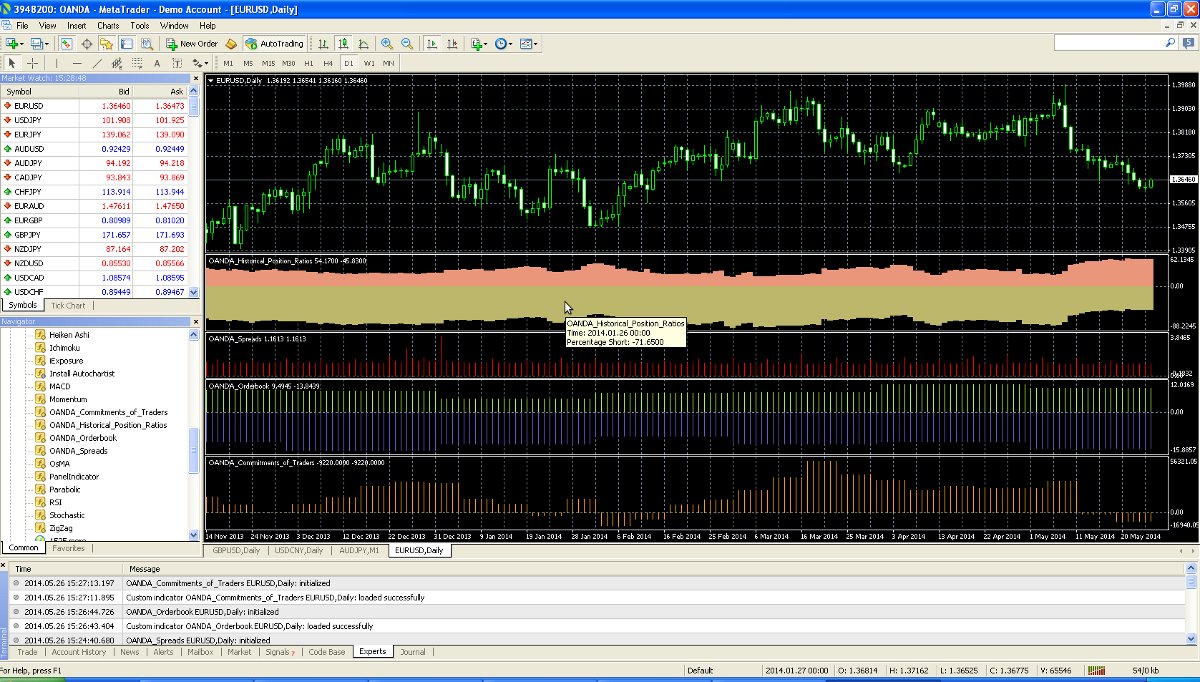 3948200: OANDA - MetaTrader - Demo Account - [EURUSD,Daily]
File View Insert Charts Tools Window Help
New Order AutoTrading
M1 M5 M15 M30 H1 H4 D1 W1 MN
Market Watch: 15:28:48
Symbol Bid Ask
EURUSD 1.36460 1.36473
USDJPY 101.908 101.925
EURJPY 139.062 139.090
AUDUSD 0.92429 0.92449
AUDJPY 94.192 94.218
CADJPY 93.843 93.869
CHFJPY 113.914 113.944
EURAUD 1.47611 1.47650
EURGBP 0.80989 0.81020
GBPJPY 171.657 171.693
NZDJPY 87.164 87.202
NZDUSD 0.85530 0.85566
USDCAD 1.08574 1.08595
USDCHF 0.89449 0.89467
Symbols Tick Chart
Navigator
Heiken Ashi
Ichimoku
iExposure
Install Autochartist
MACD
Momentum
OANDA_Commitments_of_Traders
OANDA_Historical_Position_Ratios
OANDA_Orderbook
OANDA_Spreads
OsMA
PanelIndicator
Parabolic
RSI
Stochastic
ZigZag
Common Favorites
EURUSD,Daily 1.36192 1.36541 1.36160 1.36460
1.39880
1.39030
1.38180
1.37305
1.36460
1.35605
1.34755
1.33905
OANDA_Historical_Position_Ratios 54.1700 -45.8300
62.1245
0.00
-88.2245
OANDA_Historical_Position_Ratios
Time: 2014.01.26 00:00
Percentage Short: -71.6500
OANDA_Spreads 1.1613 1.1613
3.8465
OANDA_Orderbook 9.4945 -13.8439
12.0169
0.00
-15.8857
OANDA_Commitments_of_Traders -9220.0000 -9220.0000
56321.05
0.00
-16940.05
14 Nov 2013 24 Nov 2013 3 Dec 2013 12 Dec 2013 22 Dec 2013 31 Dec 2013 9 Jan 2014 19 Jan 2014 28 Jan 2014 6 Feb 2014 16 Feb 2014 25 Feb 2014 6 Mar 2014 16 Mar 2014 25 Mar 2014 3 Apr 2014 13 Apr 2014 22 Apr 2014 1 May 2014 11 May 2014 20 May 2014
GBPUSD,Daily USDCNY,Daily AUDJPY,M1 EURUSD,Daily
Time Message
2014.05.26 15:27:13.197 OANDA_Commitments_of_Traders EURUSD,Daily: initialized
2014.05.26 15:27:11.895 Custom indicator OANDA_Commitments_of_Traders EURUSD,Daily: loaded successfully
2014.05.26 15:26:44.726 OANDA_Orderbook EURUSD,Daily: initialized
2014.05.26 15:26:43.404 Custom indicator OANDA_Orderbook EURUSD,Daily: loaded successfully
2014.05.26 15:24:40.680 OANDA_Spreads EURUSD,Daily: initialized
Terminal
Trade Account History News Alerts Mailbox Market Signals 7 Code Base Experts Journal
For Help, press F1 Default 2014.01.27 00:00 O: 1.36814 H: 1.37162 L: 1.36525 C: 1.36775 V: 65546 54/0 kb